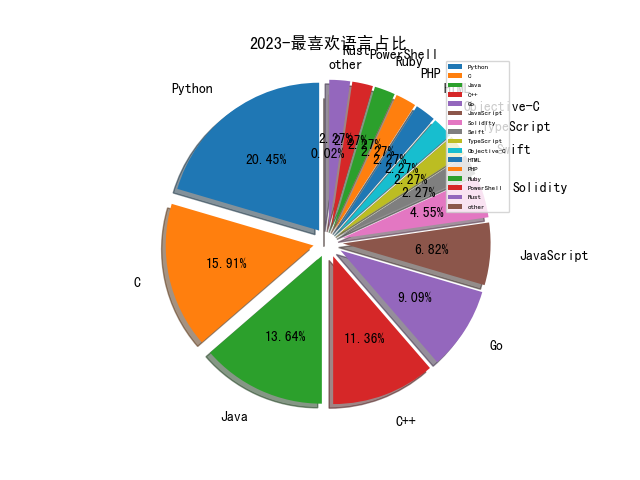 2023-最喜欢语言占比
Python
C
Java
C++
Go
JavaScript
Solidity
Swift
TypeScript
Objective-C
HTML
PHP
Ruby
PowerShell
Rust
other
20.45%
15.91%
13.64%
11.36%
9.09%
6.82%
4.55%
2.27%
2.27%
2.27%
2.27%
2.27%
2.27%
2.27%
2.27%
0.02%
Python
C
Java
C++
Go
JavaScript
Solidity
Swift
TypeScript
Objective-C
HTML
PHP
Ruby
PowerShell
Rust
other